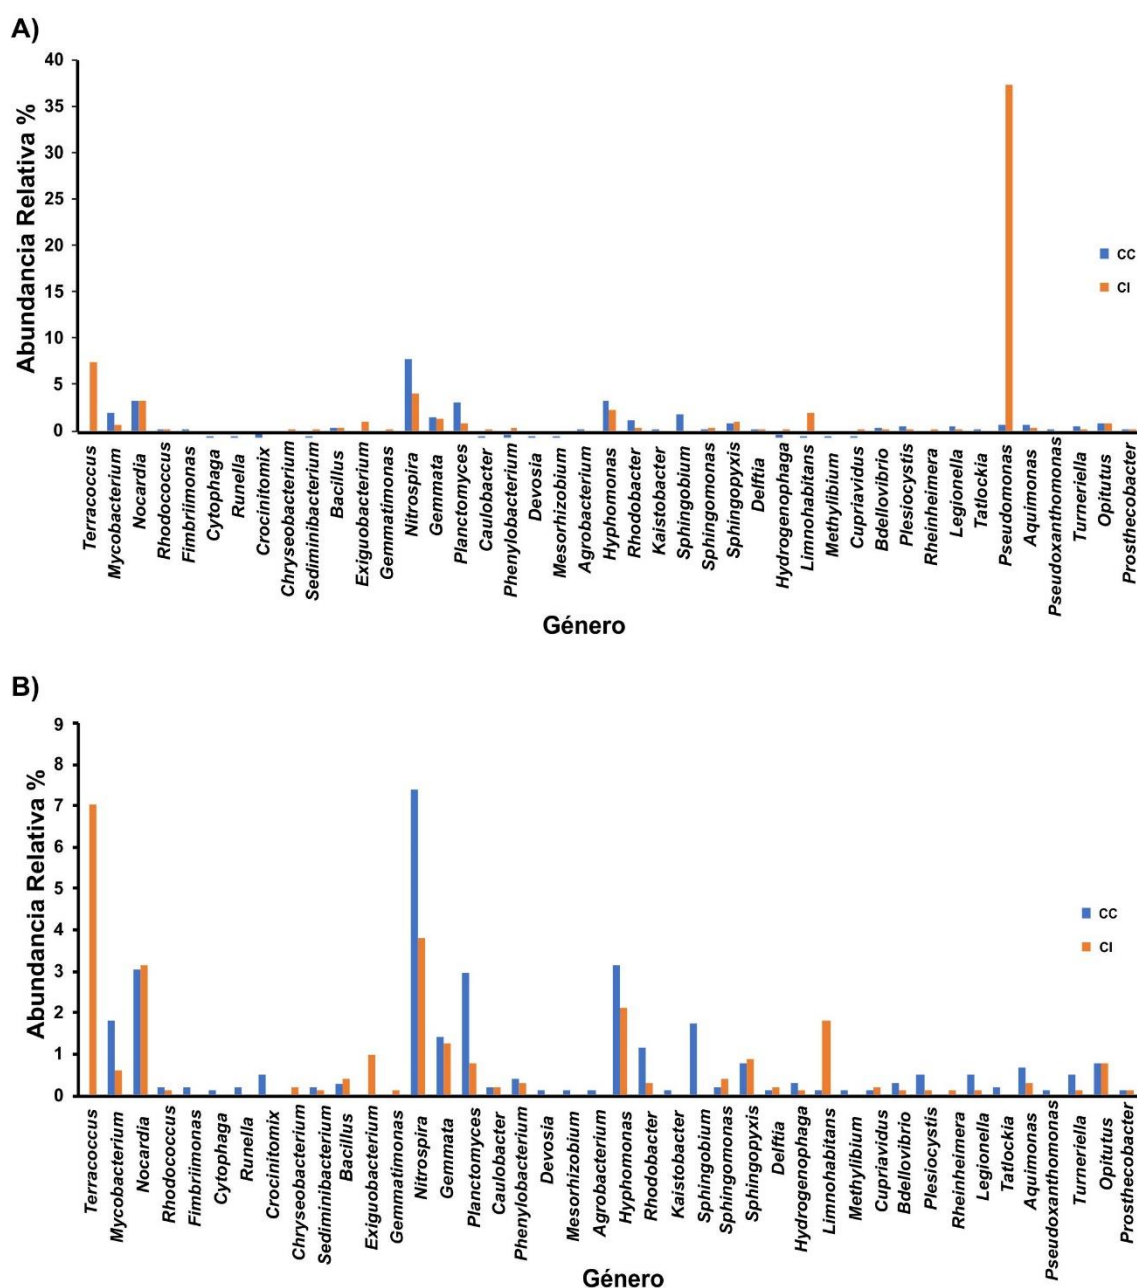 A)
Abundancia Relativa %
40
35
30
25
20
15
10
5
0
CC
CI
Terracoccus
Mycobacterium
Nocardia
Rhodococcus
Fimbriimonas
Cytophaga
Runella
Crocinitomix
Chryseobacterium
Sediminibacterium
Bacillus
Exiguobacterium
Gemmatimonas
Nitrospira
Gemmata
Planctomyces
Caulobacter
Phenylobacterium
Devosia
Mesorhizobium
Agrobacterium
Hyphomonas
Rhodobacter
Kaistobacter
Sphingobium
Sphingomonas
Sphingopyxis
Delftia
Hydrogenophaga
Limnohabitans
Methylibium
Cupriavidus
Bdellovibrio
Plesiocystis
Rheinheimera
Legionella
Tatlockia
Pseudomonas
Aquimonas
Pseudoxanthomonas
Turneriella
Opitutus
Prosthecobacter
Género
B)
Abundancia Relativa %
9
8
7
6
5
4
3
2
1
0
CC
CI
Terracoccus
Mycobacterium
Nocardia
Rhodococcus
Fimbriimonas
Cytophaga
Runella
Crocinitomix
Chryseobacterium
Sediminibacterium
Bacillus
Exiguobacterium
Gemmatimonas
Nitrospira
Gemmata
Planctomyces
Caulobacter
Phenylobacterium
Devosia
Mesorhizobium
Agrobacterium
Hyphomonas
Rhodobacter
Kaistobacter
Sphingobium
Sphingomonas
Sphingopyxis
Delftia
Hydrogenophaga
Limnohabitans
Methylibium
Cupriavidus
Bdellovibrio
Plesiocystis
Rheinheimera
Legionella
Tatlockia
Aquimonas
Pseudoxanthomonas
Turneriella
Opitutus
Prosthecobacter
Género